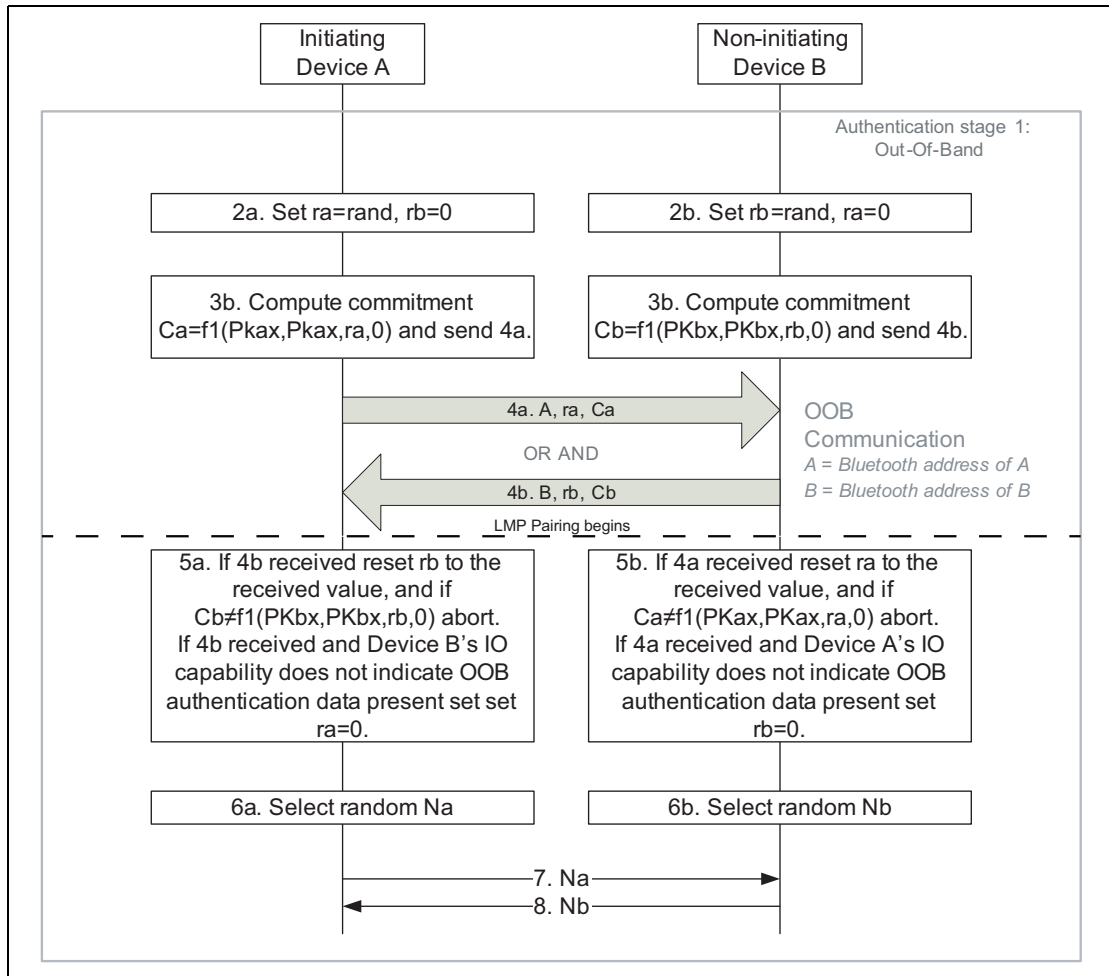 Initiating
Device A
Non-initiating
Device B
Authentication stage 1:
Out-Of-Band
2a. Set ra=rand, rb=0
2b. Set rb=rand, ra=0
3b. Compute commitment
Ca=f1(Pkax,Pkax,ra,0) and send 4a.
3b. Compute commitment
Cb=f1(PKbx,PKbx,rb,0) and send 4b.
4a. A, ra, Ca
OR AND
4b. B, rb, Cb
OOB
Communication
A = Bluetooth address of A
B = Bluetooth address of B
LMP Pairing begins
5a. If 4b received reset rb to the
received value, and if
Cb≠f1(PKbx,PKbx,rb,0) abort.
If 4b received and Device B’s IO
capability does not indicate OOB
authentication data present set set
ra=0.
5b. If 4a received reset ra to the
received value, and if
Ca≠f1(PKax,PKax,ra,0) abort.
If 4a received and Device A’s IO
capability does not indicate OOB
authentication data present set
rb=0.
6a. Select random Na
6b. Select random Nb
7. Na
8. Nb